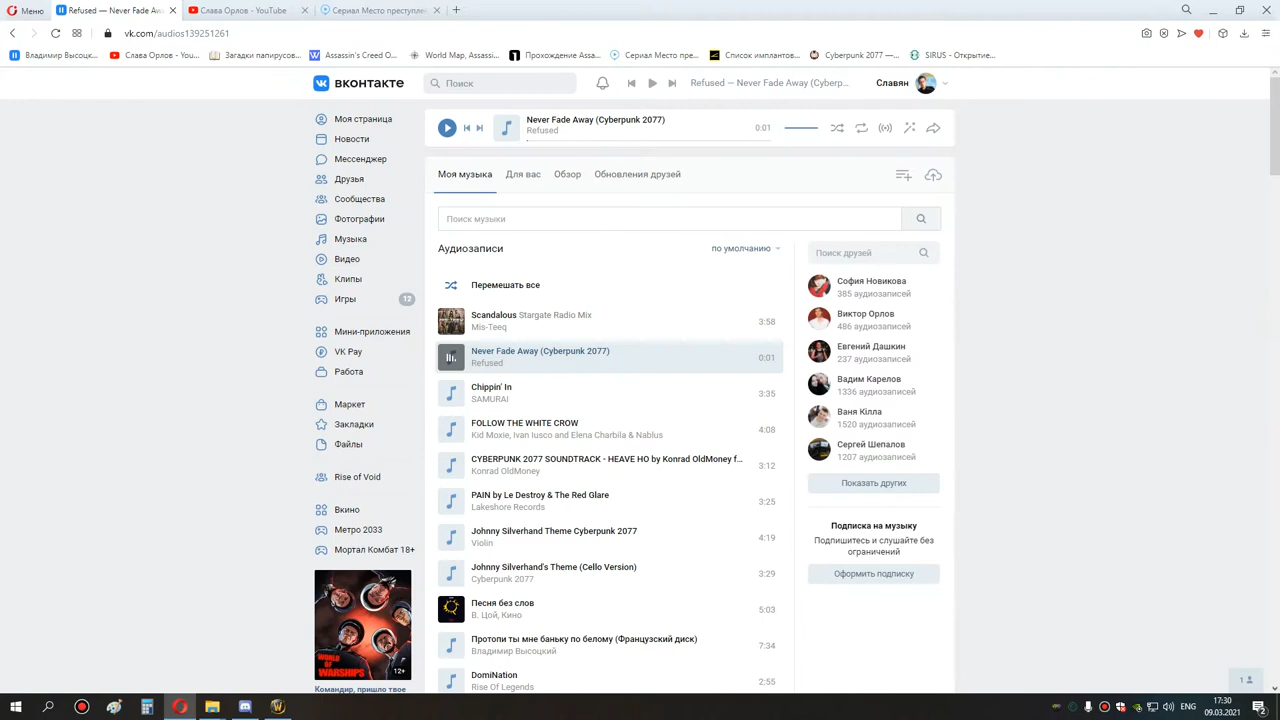 Меню
Refused — Never Fade Awa
Слава Орлов - YouTube
Сериал Место преступлен
vk.com/audios139251261
Владимир Высоцк...
Слава Орлов - You...
Загадки папирусов...
Assassin's Creed O...
World Map, Assassi...
Прохождение Assa...
Сериал Место пре...
Список имплантов...
Cyberpunk 2077 —...
SIRUS - Открытие...
вконтакте
Поиск
Refused — Never Fade Away (Cyberp...
Славян
Моя страница
Новости
Мессенджер
Друзья
Сообщества
Фотографии
Музыка
Видео
Клипы
Игры
12
Мини-приложения
VK Pay
Работа
Маркет
Закладки
Файлы
Rise of Void
Вкино
Метро 2033
Мортал Комбат 18+
WORLD OF WARSHIPS
12+
Командир, пришло твое
Never Fade Away (Cyberpunk 2077)
Refused
0:01
Моя музыка
Для вас
Обзор
Обновления друзей
Поиск музыки
Аудиозаписи
по умолчанию
Перемешать все
Scandalous Stargate Radio Mix
Mis-Teeq
3:58
Never Fade Away (Cyberpunk 2077)
Refused
0:01
Chippin' In
SAMURAI
3:35
FOLLOW THE WHITE CROW
Kid Moxie, Ivan Iusco and Elena Charbila & Nablus
4:08
CYBERPUNK 2077 SOUNDTRACK - HEAVE HO by Konrad OldMoney f...
Konrad OldMoney
3:12
PAIN by Le Destroy & The Red Glare
Lakeshore Records
3:25
Johnny Silverhand Theme Cyberpunk 2077
Violin
4:19
Johnny Silverhand's Theme (Cello Version)
Cyberpunk 2077
3:29
Песня без слов
В. Цой, Кино
5:03
Протопи ты мне баньку по белому (Французский диск)
Владимир Высоцкий
7:34
DomiNation
Rise Of Legends
2:55
Поиск друзей
София Новикова
385 аудиозаписей
Виктор Орлов
486 аудиозаписей
Евгений Дашкин
237 аудиозаписей
Вадим Карелов
1336 аудиозаписей
Ваня Кілла
1520 аудиозаписей
Сергей Шепалов
1207 аудиозаписей
Показать других
Подписка на музыку
Подпишитесь и слушайте без
ограничений
Оформить подписку
1
ENG
17:30
09.03.2021
2